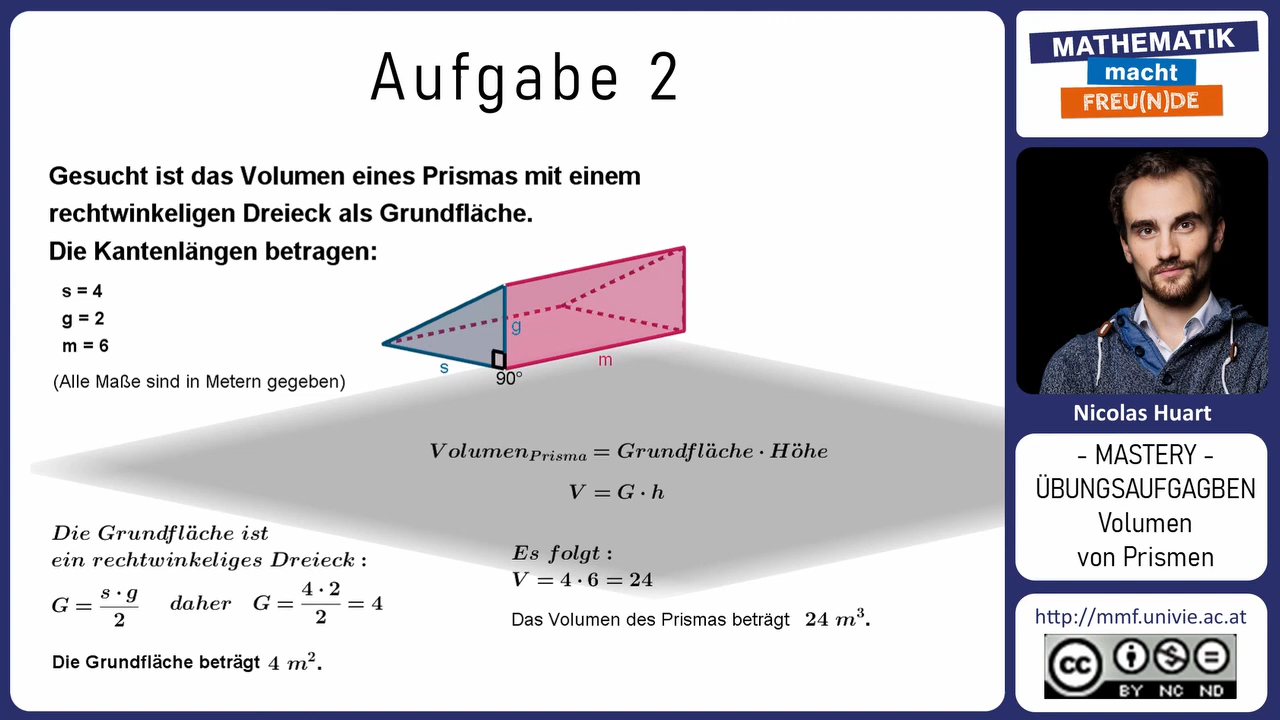 Aufgabe 2
Gesucht ist das Volumen eines Prismas mit einem
rechtwinkeligen Dreieck als Grundfläche.
Die Kantenlängen betragen:
s = 4
g = 2
m = 6
(Alle Maße sind in Metern gegeben)
g
s
m
90°
Volumen_Prisma = Grundfläche · Höhe
V = G · h
Die Grundfläche ist
ein rechtwinkeliges Dreieck :
G = s · g / 2 daher G = 4 · 2 / 2 = 4
Die Grundfläche beträgt 4 m².
Es folgt :
V = 4 · 6 = 24
Das Volumen des Prismas beträgt 24 m³.
MATHEMATIK
macht
FREU(N)DE
Nicolas Huart
- MASTERY -
ÜBUNGSAUFGAGBEN
Volumen
von Prismen
http://mmf.univie.ac.at
cc
BY NC ND